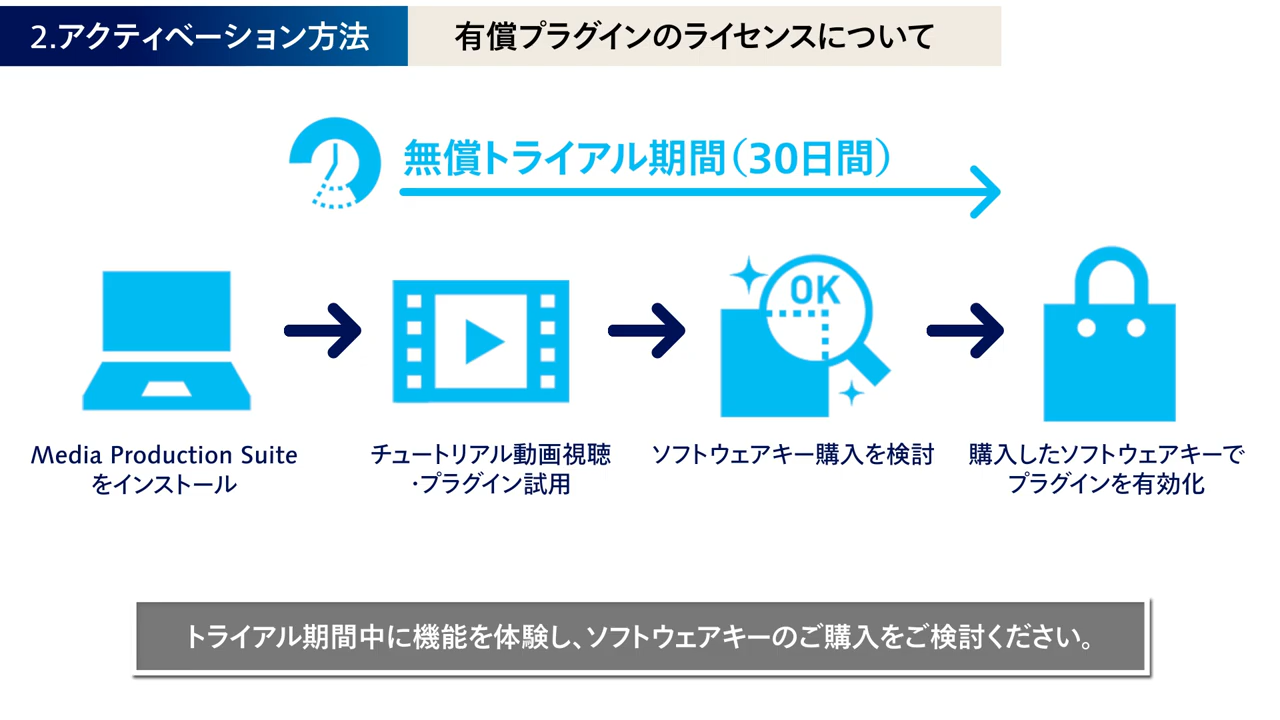 2.アクティベーション方法
有償プラグインのライセンスについて
無償トライアル期間（30日間）
OK
Media Production Suite
をインストール
チュートリアル動画視聴
・プラグイン試用
ソフトウェアキー購入を検討
購入したソフトウェアキーで
プラグインを有効化
トライアル期間中に機能を体験し、ソフトウェアキーのご購入をご検討ください。